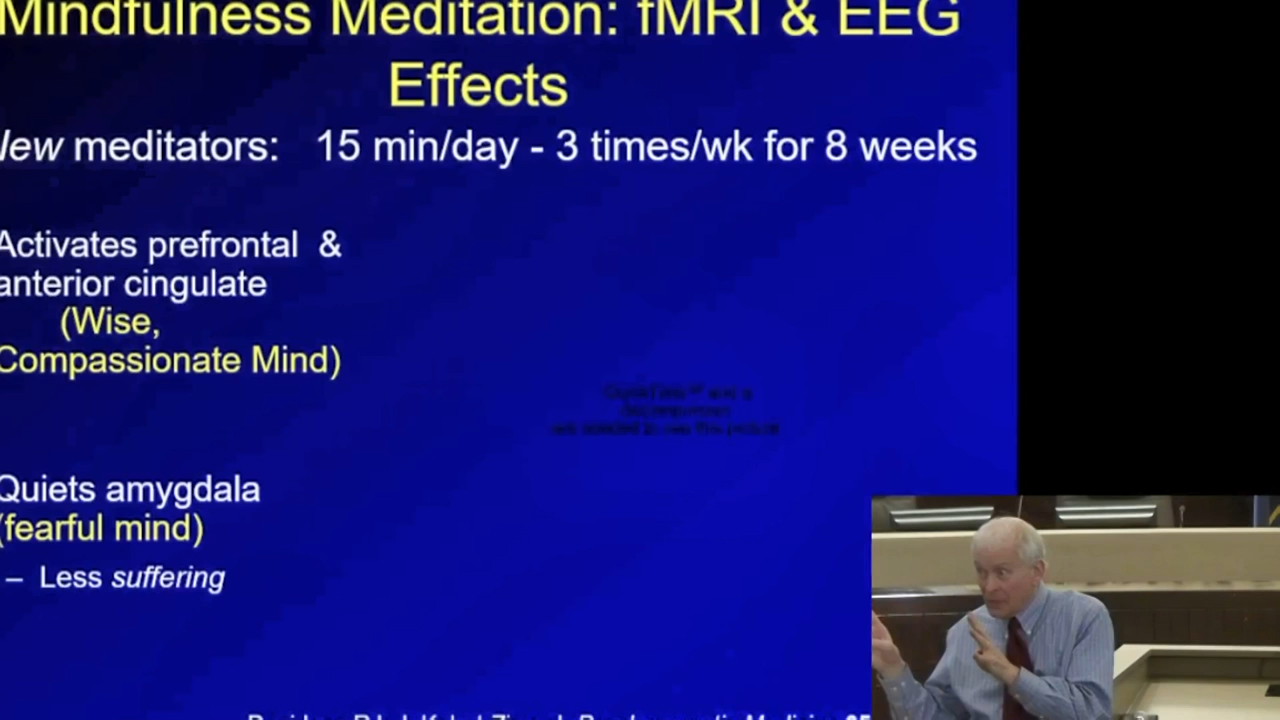 Mindfulness Meditation: fMRI & EEG
Effects
New meditators: 15 min/day - 3 times/wk for 8 weeks
Activates prefrontal &
anterior cingulate
(Wise,
Compassionate Mind)
Quiets amygdala
(fearful mind)
– Less suffering